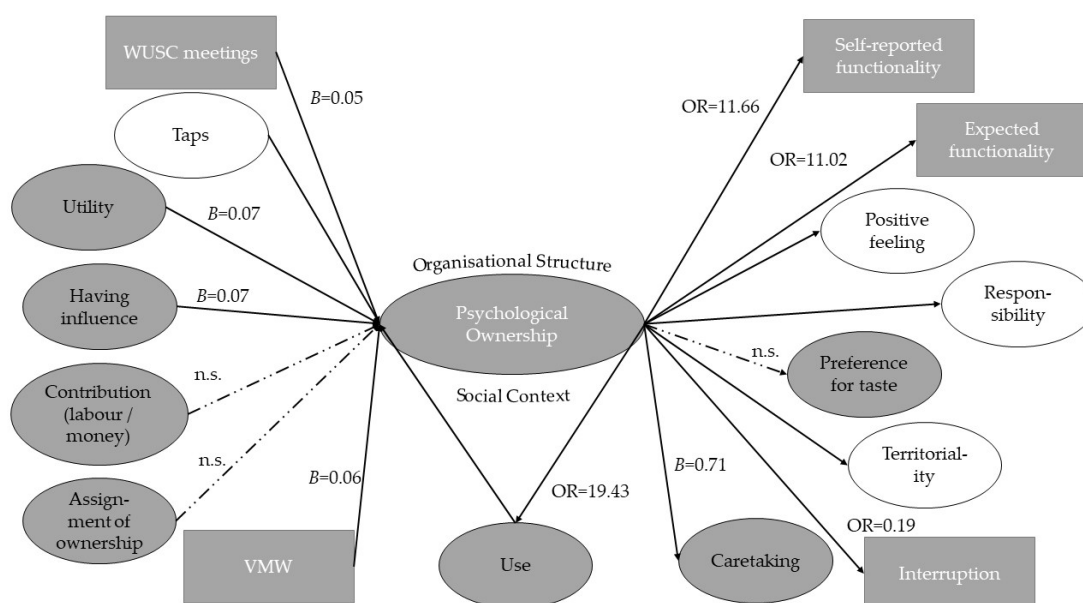 WUSC meetings
B=0.05
Taps
Utility
B=0.07
Having
influence
B=0.07
Contribution
(labour /
money)
n.s.
Assign-
ment of
ownership
n.s.
VMW
B=0.06
Organisational Structure
Psychological
Ownership
Social Context
Use
OR=19.43
Self-reported
functionality
OR=11.66
Expected
functionality
OR=11.02
Positive
feeling
Respon-
sibility
n.s.
Preference
for taste
Territorial-
ity
B=0.71
Caretaking
OR=0.19
Interruption